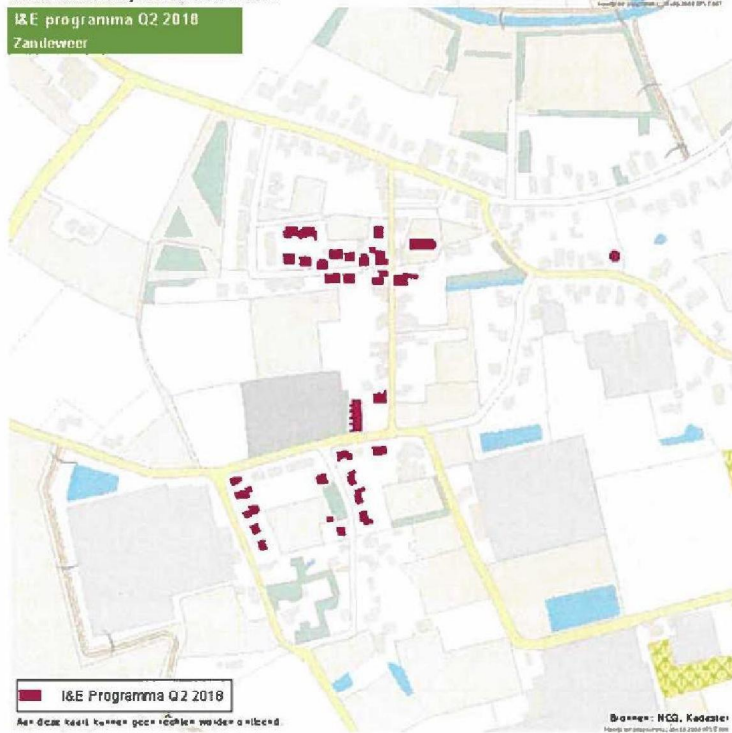 I&E programma Q2 2018
Zandeweer
I&E Programma Q2 2018
Aan deze kaart kunnen geen rechten worden ontleend.
Bronnen: NCG, Kadaster